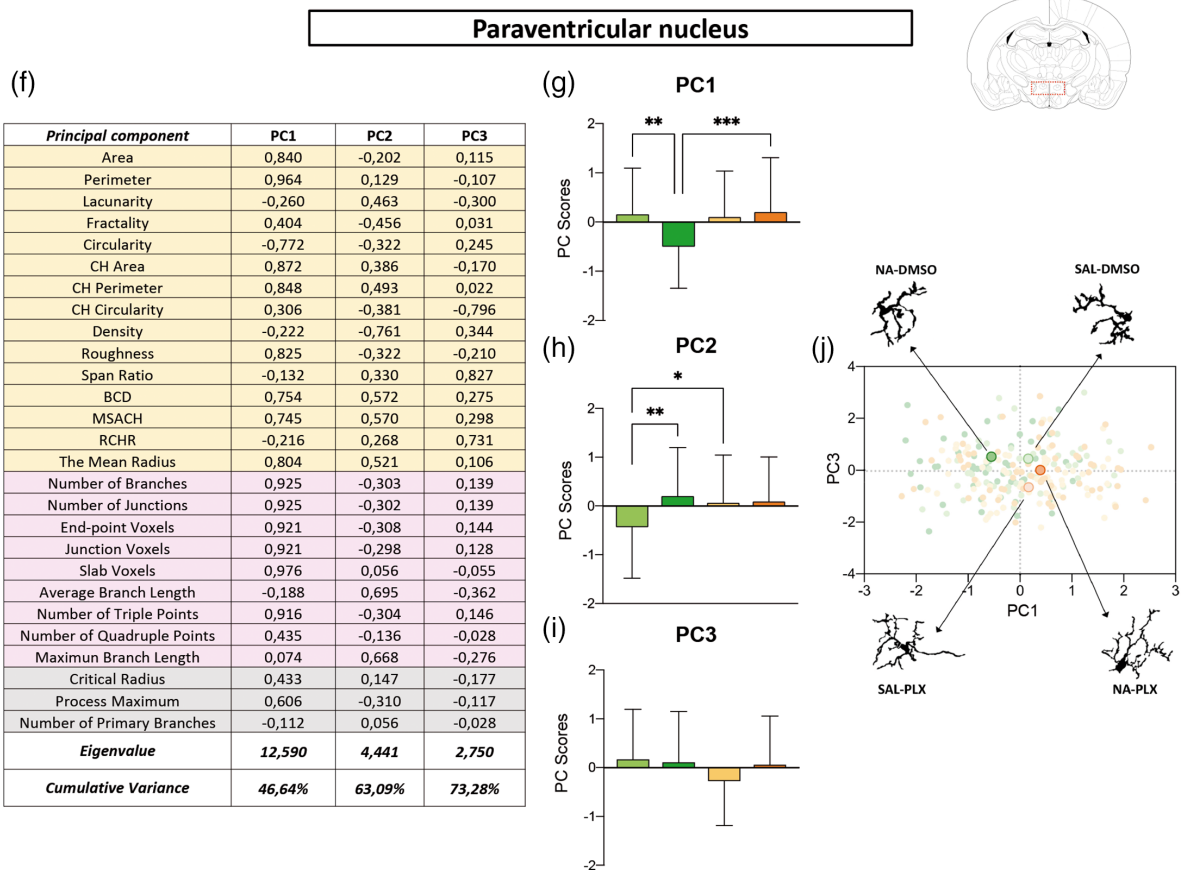 Paraventricular nucleus
(f)
Principal component PC1 PC2 PC3
Area 0,840 -0,202 0,115
Perimeter 0,964 0,129 -0,107
Lacunarity -0,260 0,463 -0,300
Fractality 0,404 -0,456 0,031
Circularity -0,772 -0,322 0,245
CH Area 0,872 0,386 -0,170
CH Perimeter 0,848 0,493 0,022
CH Circularity 0,306 -0,381 -0,796
Density -0,222 -0,761 0,344
Roughness 0,825 -0,322 -0,210
Span Ratio -0,132 0,330 0,827
BCD 0,754 0,572 0,275
MSACH 0,745 0,570 0,298
RCHR -0,216 0,268 0,731
The Mean Radius 0,804 0,521 0,106
Number of Branches 0,925 -0,303 0,139
Number of Junctions 0,925 -0,302 0,139
End-point Voxels 0,921 -0,308 0,144
Junction Voxels 0,921 -0,298 0,128
Slab Voxels 0,976 0,056 -0,055
Average Branch Length -0,188 0,695 -0,362
Number of Triple Points 0,916 -0,304 0,146
Number of Quadruple Points 0,435 -0,136 -0,028
Maximun Branch Length 0,074 0,668 -0,276
Critical Radius 0,433 0,147 -0,177
Process Maximum 0,606 -0,310 -0,117
Number of Primary Branches -0,112 0,056 -0,028
Eigenvalue 12,590 4,441 2,750
Cumulative Variance 46,64% 63,09% 73,28%
(g)
PC1
** ***
PC Scores
2
1
0
-1
-2
(h)
PC2
*
**
PC Scores
2
1
0
-1
-2
(i)
PC3
PC Scores
2
1
0
-1
-2
(j)
NA-DMSO SAL-DMSO
PC3
4
2
0
-2
-4
-3 -2 -1 0 1 2 3
PC1
SAL-PLX NA-PLX